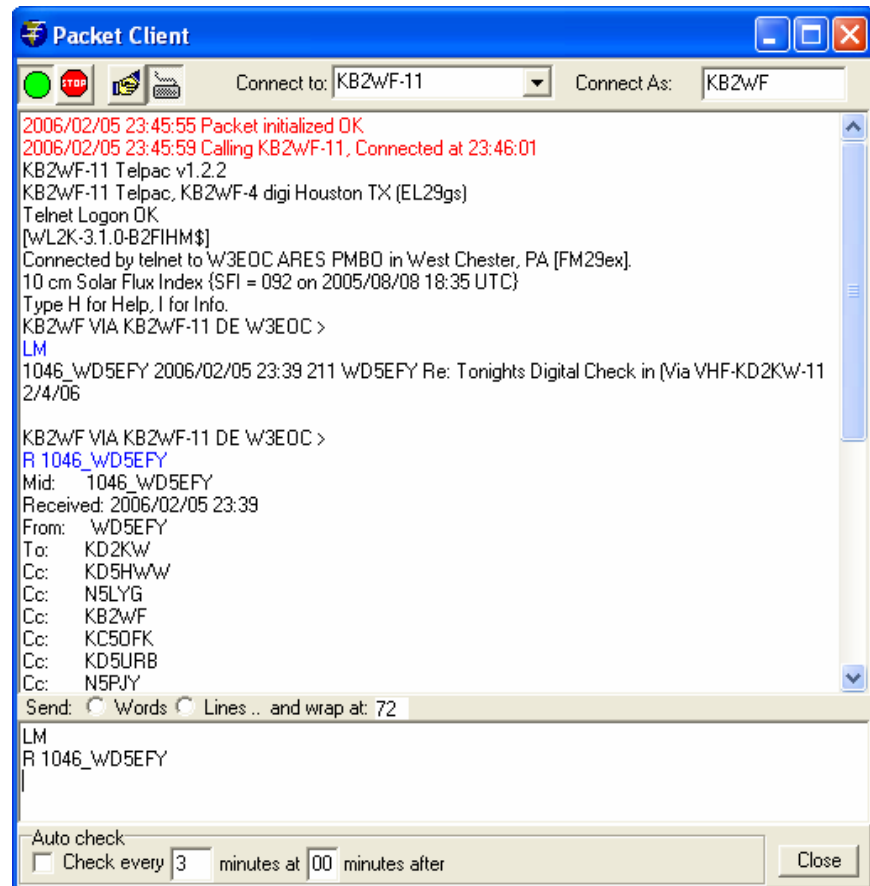 Packet Client
STOP Connect to: KB2WF-11 Connect As: KB2WF
2006/02/05 23:45:55 Packet initialized OK
2006/02/05 23:45:59 Calling KB2WF-11, Connected at 23:46:01
KB2WF-11 Telpac v1.2.2
KB2WF-11 Telpac, KB2WF-4 digi Houston TX (EL29gs)
Telnet Logon OK
[WL2K-3.1.0-B2FIHM$]
Connected by telnet to W3EOC ARES PMBO in West Chester, PA [FM29ex].
10 cm Solar Flux Index {SFI = 092 on 2005/08/08 18:35 UTC}
Type H for Help, I for Info.
KB2WF VIA KB2WF-11 DE W3EOC >
LM
1046_WD5EFY 2006/02/05 23:39 211 WD5EFY Re: Tonights Digital Check in (Via VHF-KD2KW-11
2/4/06
KB2WF VIA KB2WF-11 DE W3EOC >
R 1046_WD5EFY
Mid: 1046_WD5EFY
Received: 2006/02/05 23:39
From: WD5EFY
To: KD2KW
Cc: KD5HWW
Cc: N5LYG
Cc: KB2WF
Cc: KC5OFK
Cc: KD5URB
Cc: N5PJY
Send: Words Lines .. and wrap at: 72
LM
R 1046_WD5EFY
Auto check
Check every 3 minutes at 00 minutes after Close